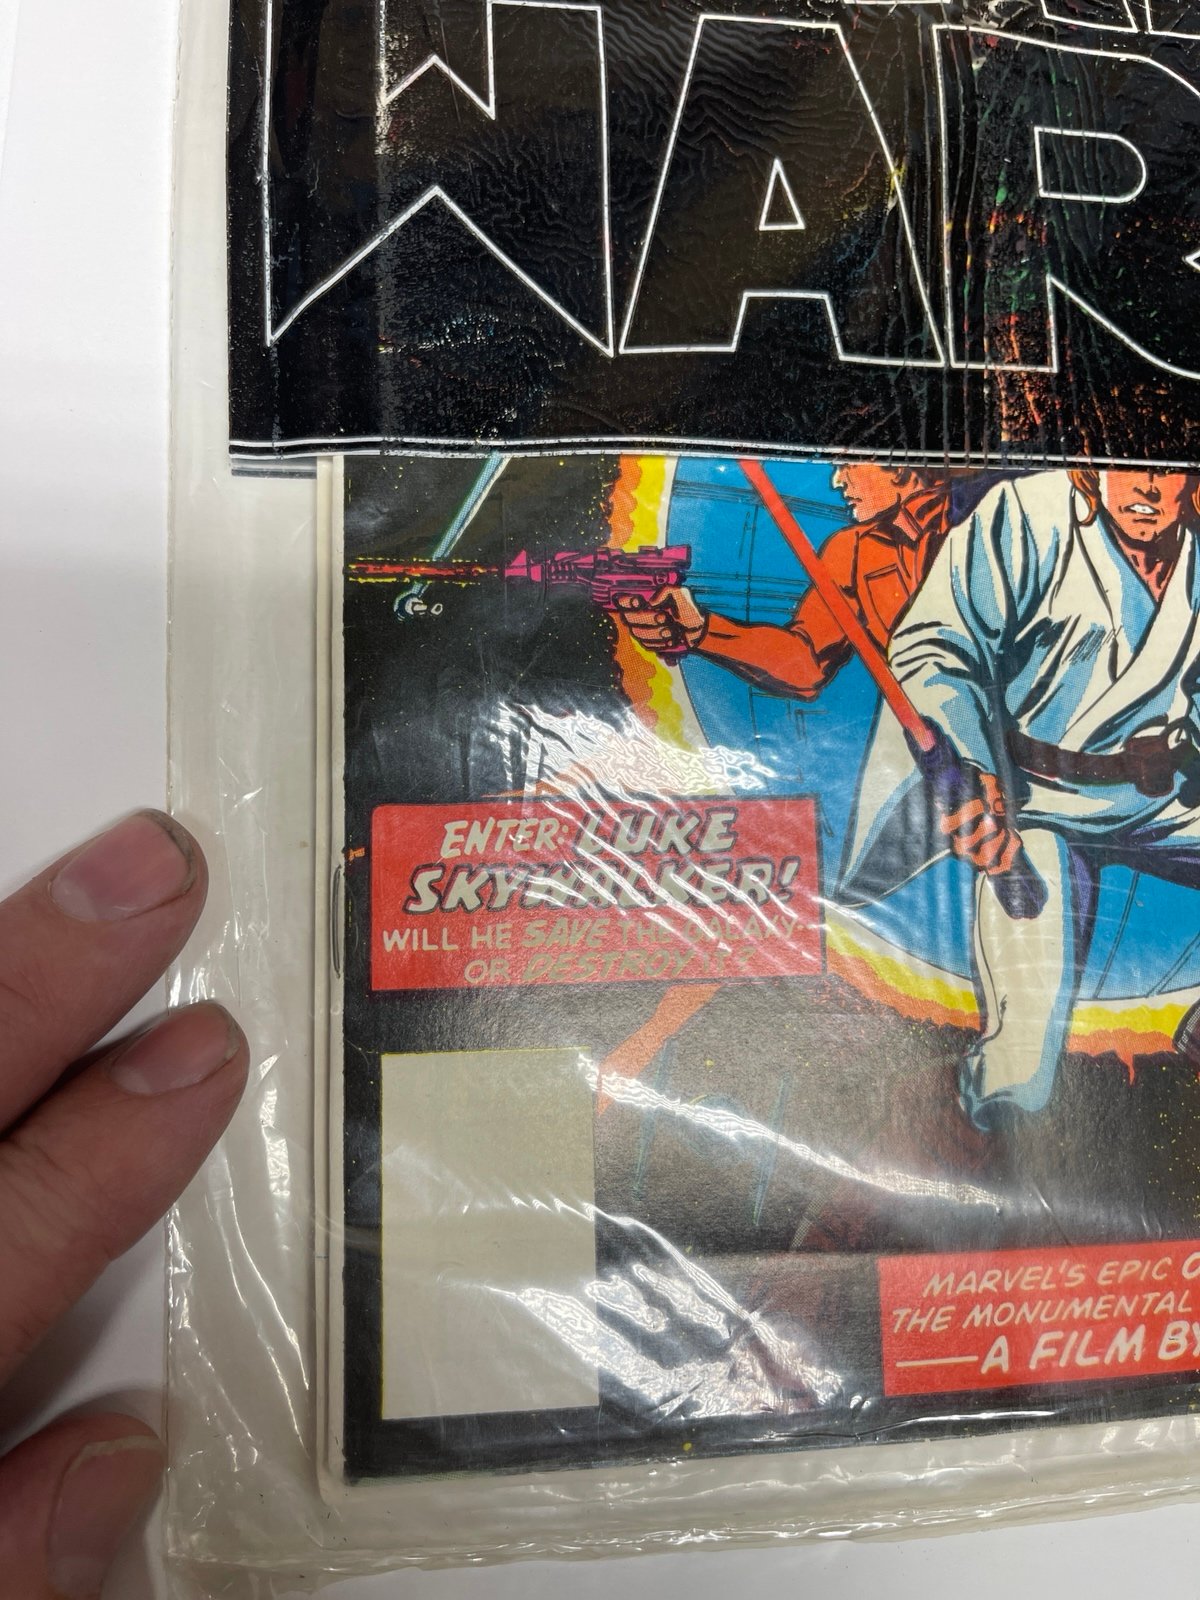 WAR
ENTER: LUKE
SKYWALKER!
WILL HE SAVE THE GALAXY-
OR DESTROY IT?
MARVEL'S EPIC O
THE MONUMENTAL
—A FILM BY